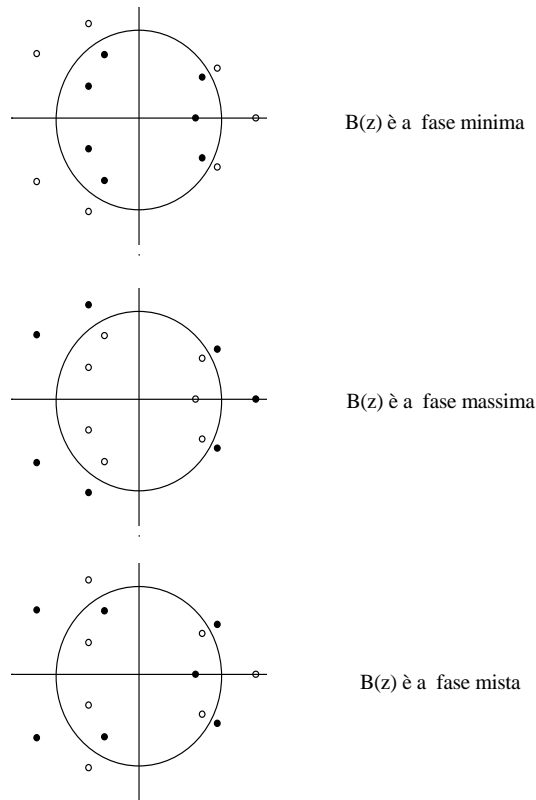 B(z) è a fase minima
B(z) è a fase massima
B(z) è a fase mista